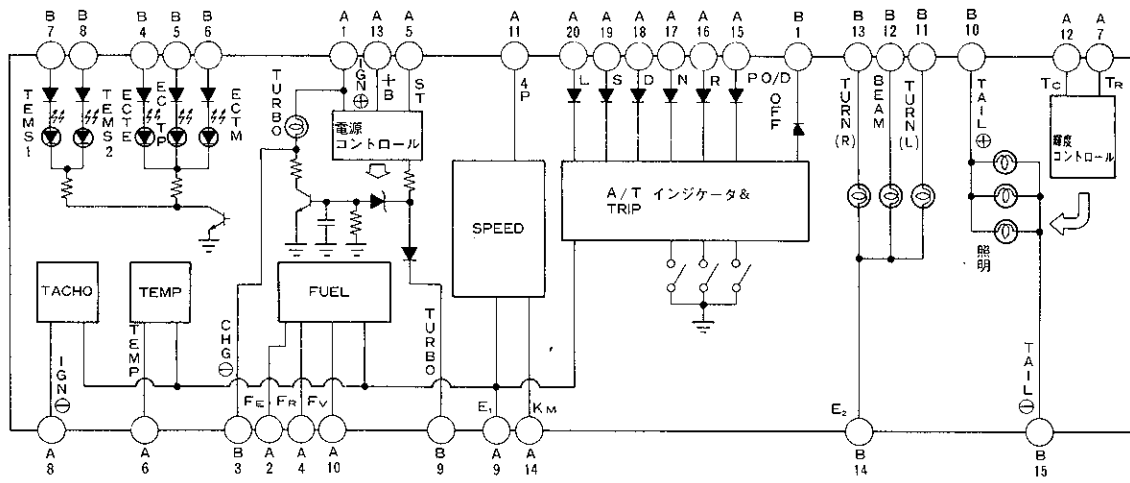 B 7
B 8
B 4
B 5
B 6
A 1
A 13
A 5
A 11
A 20
A 19
A 18
A 17
A 16
A 15
B 1
B 13
B 12
B 11
B 10
A 12
A 7
TEMS 1
TEMS 2
ECTE
ECTP
ECTM
TURBO
IGN ⊕
+B
ST
4P
L
S
D
N
R
P
O/D OFF
TURN (R)
BEAM
TURN (L)
TAIL ⊕
TC
TR
電源
コントロール
輝度
コントロール
A/T インジケータ&
TRIP
SPEED
照明
TACHO
TEMP
FUEL
IGN ⊖
TEMP
CHG ⊖
FE
FR
FV
TURBO
E1
KM
E2
TAIL ⊖
A 8
A 6
B 3
A 2
A 4
A 10
B 9
A 9
A 14
B 14
B 15